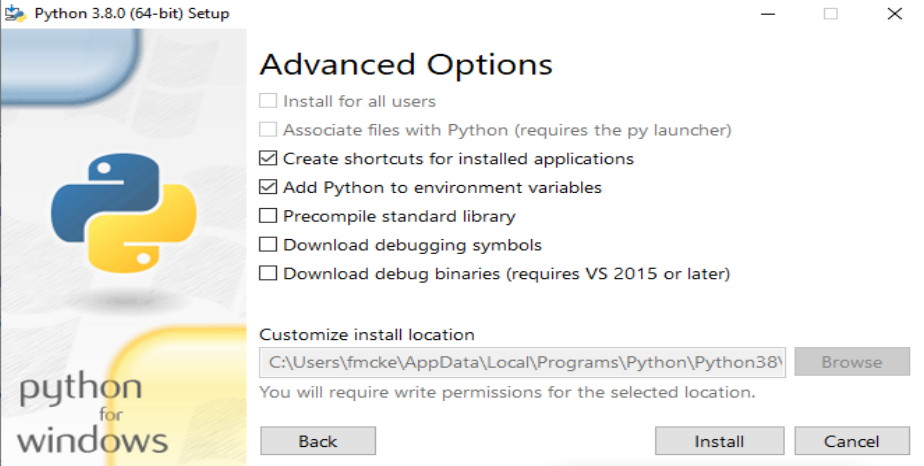 Python 3.8.0 (64-bit) Setup
Advanced Options
Install for all users
Associate files with Python (requires the py launcher)
Create shortcuts for installed applications
Add Python to environment variables
Precompile standard library
Download debugging symbols
Download debug binaries (requires VS 2015 or later)
Customize install location
C:\Users\fmcke\AppData\Local\Programs\Python\Python38\
Browse
You will require write permissions for the selected location.
python
for
windows
Back
Install
Cancel